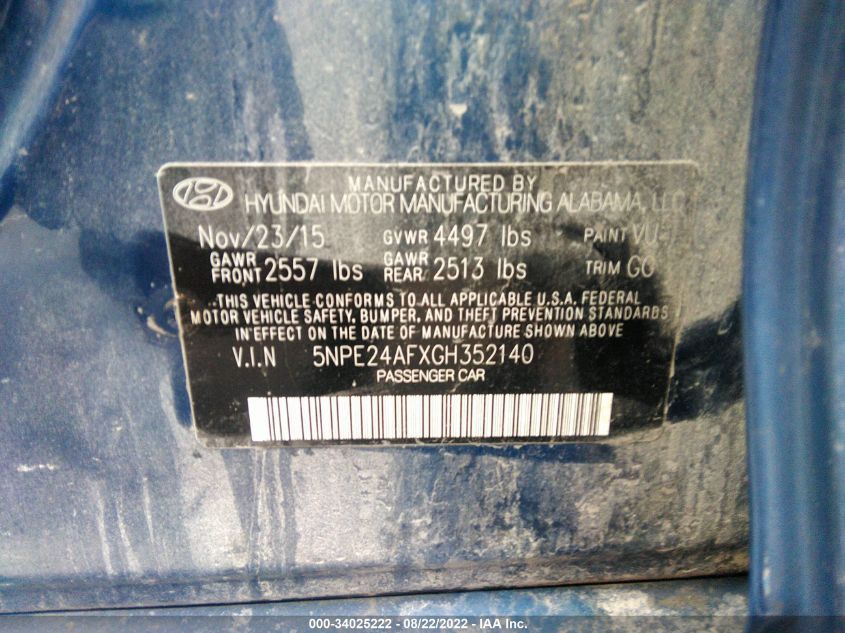 MANUFACTURED BY
HYUNDAI MOTOR MANUFACTURING ALABAMA, LLC
Nov/23/15 GVWR 4497 lbs PAINT VU
GAWR FRONT 2557 lbs GAWR REAR 2513 lbs TRIM
THIS VEHICLE CONFORMS TO ALL APPLICABLE U.S.A. FEDERAL
MOTOR VEHICLE SAFETY, BUMPER, AND THEFT PREVENTION STANDARDS
IN EFFECT ON THE DATE OF MANUFACTURE SHOWN ABOVE
V.I.N 5NPE24AFXGH352140
PASSENGER CAR
000-34025222 - 08/22/2022 - IAA Inc.